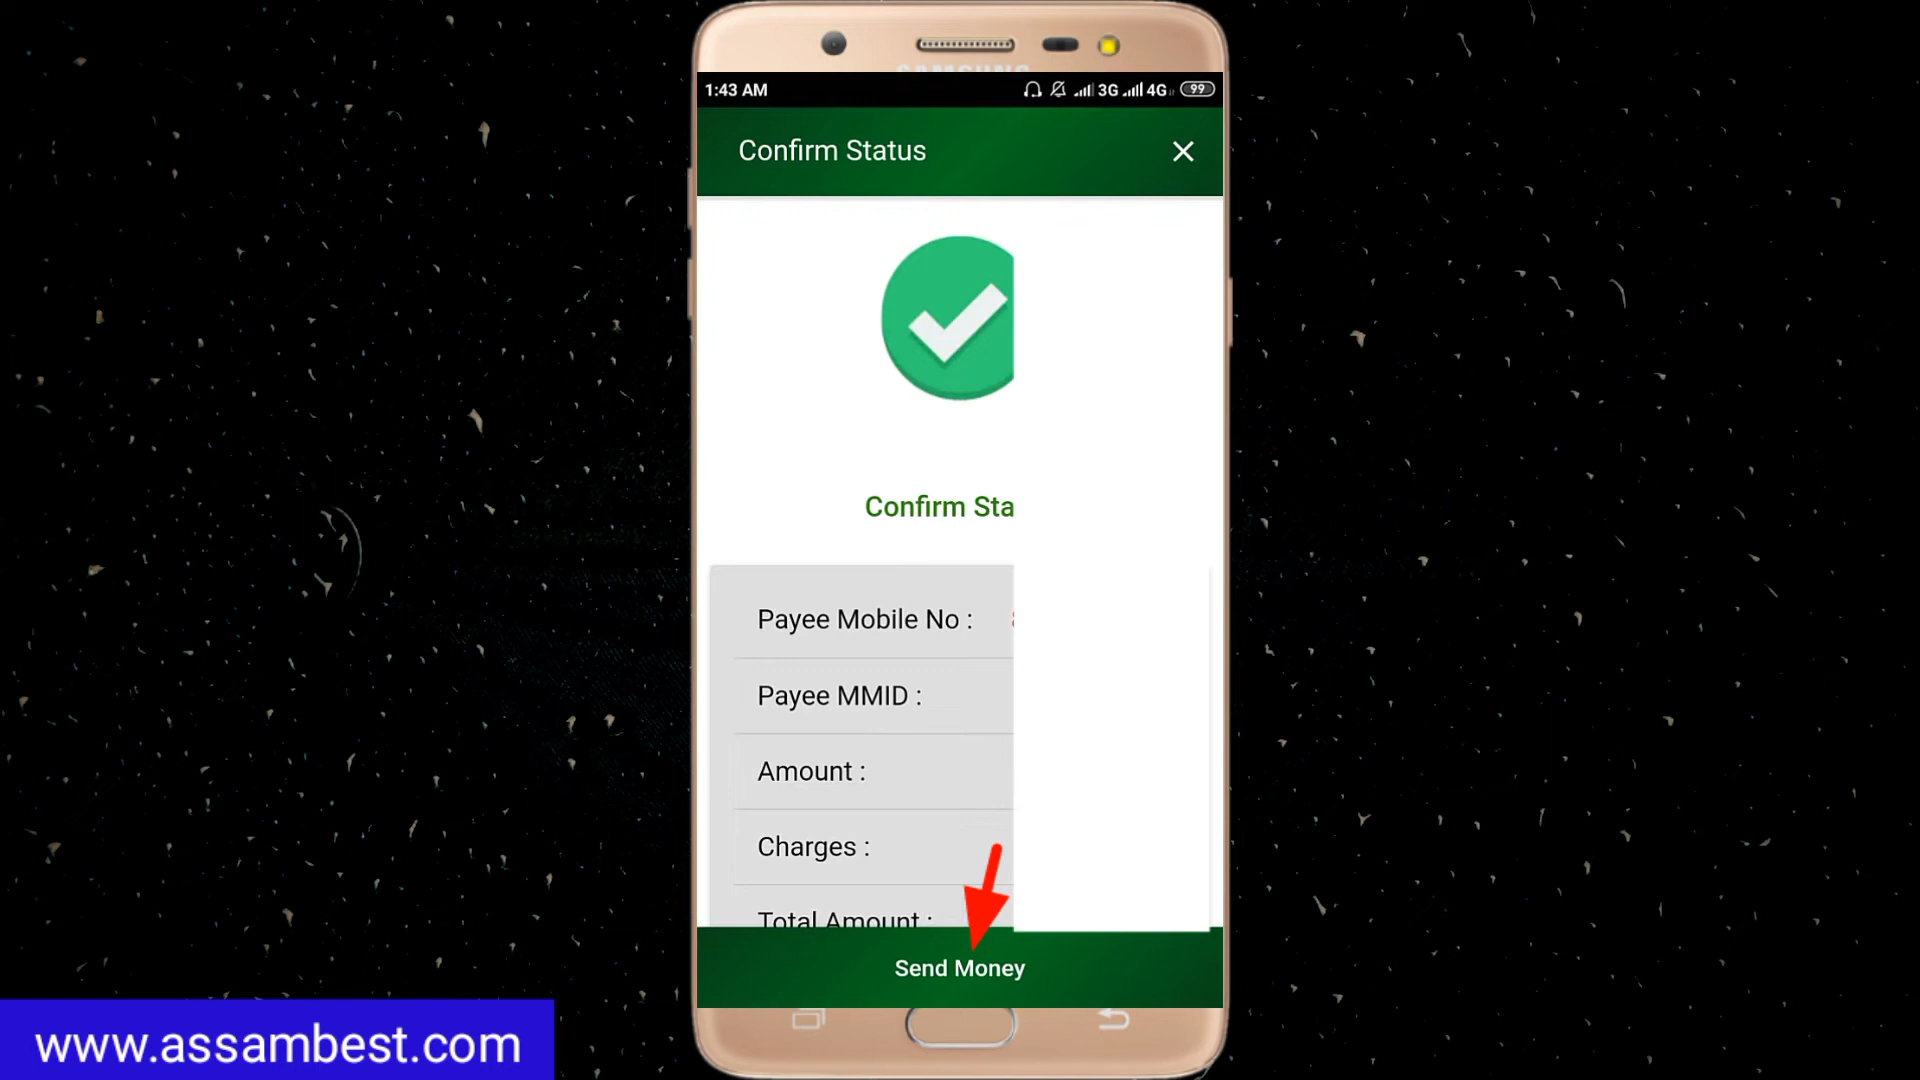 SAMSUNG
1:43 AM 3G 4G 99
Confirm Status
Confirm Sta
Payee Mobile No :
Payee MMID :
Amount :
Charges :
Total Amount :
Send Money
www.assambest.com